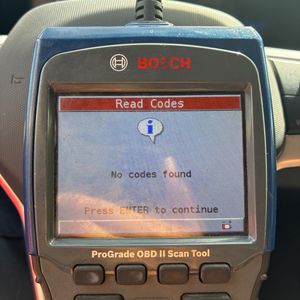 BOSCH
Read Codes
No codes found
Press ENTER to continue
ProGrade OBD II Scan Tool